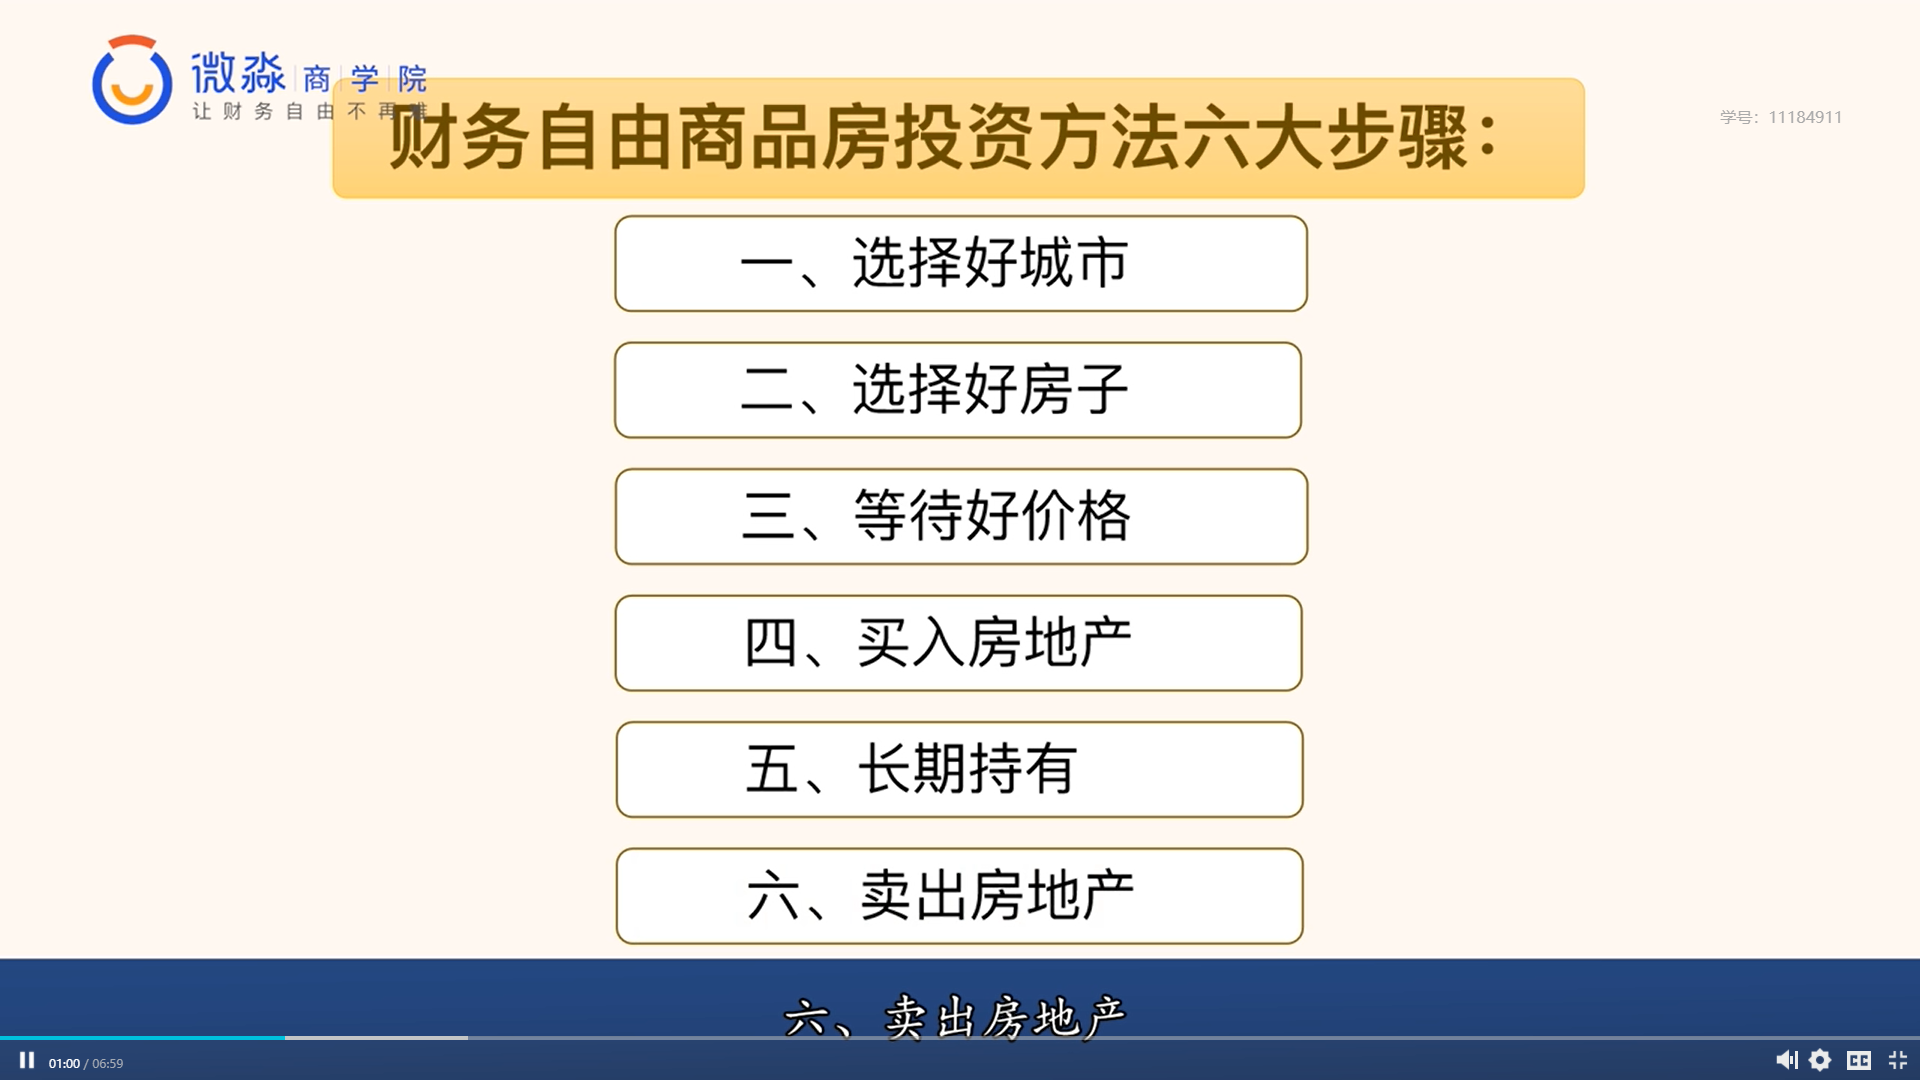 微淼 商 学 院
让财务自由不再难
学号：11184911
财务自由商品房投资方法六大步骤：
一、选择好城市
二、选择好房子
三、等待好价格
四、买入房地产
五、长期持有
六、卖出房地产
六、卖出房地产
01:00 / 06:59
CC